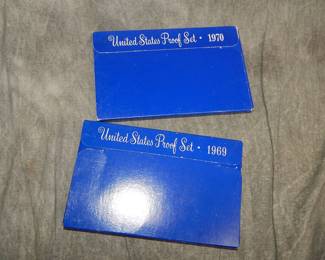 United States Proof Set · 1970
United States Proof Set · 1969